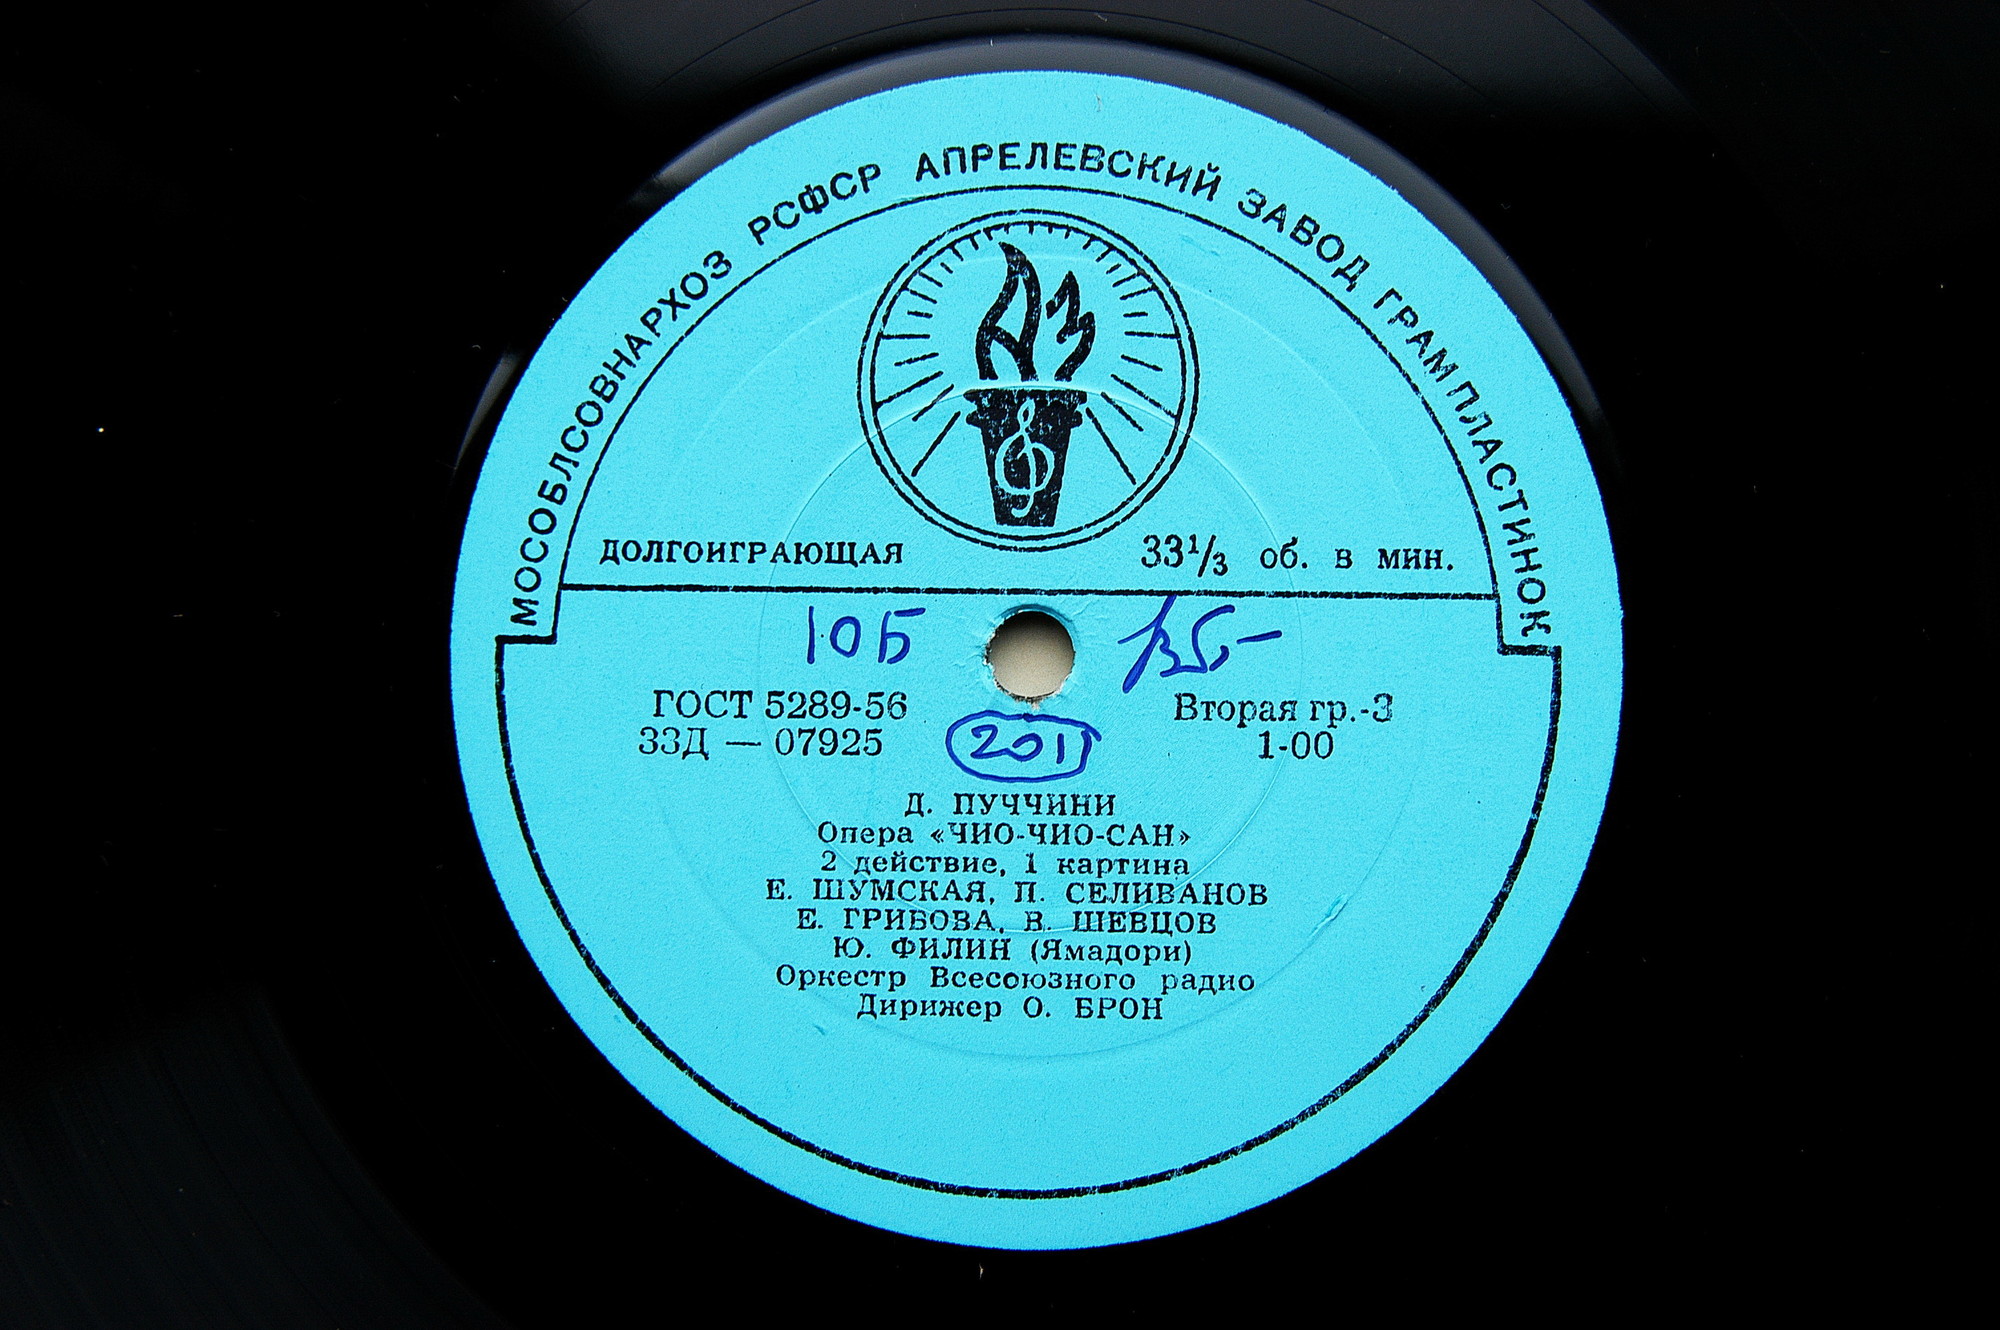 МОСОБЛСОВНАРХОЗ РСФСР АПРЕЛЕВСКИЙ ЗАВОД ГРАМПЛАСТИНОК
АЗ
ДОЛГОИГРАЮЩАЯ 33⅓ об. в мин.
10Б
ГОСТ 5289-56 Вторая гр.-3
33Д — 07925 201 1-00
Д. ПУЧЧИНИ
Опера «ЧИО-ЧИО-САН»
2 действие, 1 картина
Е. ШУМСКАЯ, П. СЕЛИВАНОВ
Е. ГРИБОВА, В. ШЕВЦОВ
Ю. ФИЛИН (Ямадори)
Оркестр Всесоюзного радио
Дирижер О. БРОН